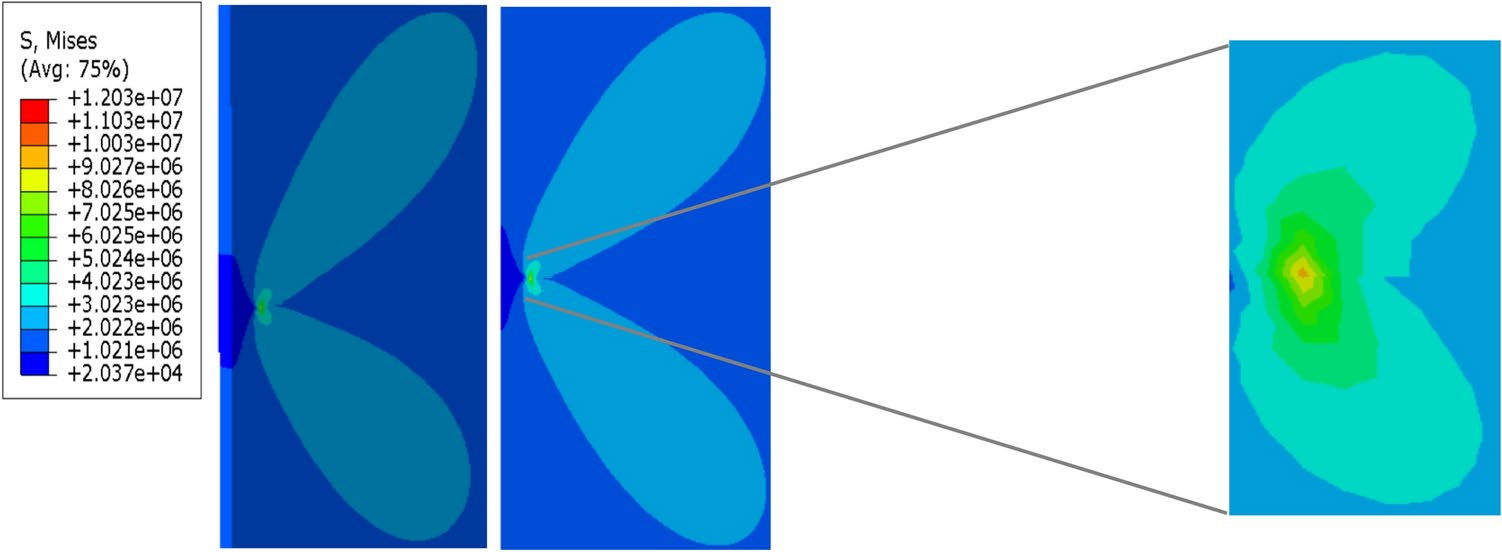 S, Mises
(Avg: 75%)
+1.203e+07
+1.103e+07
+1.003e+07
+9.027e+06
+8.026e+06
+7.025e+06
+6.025e+06
+5.024e+06
+4.023e+06
+3.023e+06
+2.022e+06
+1.021e+06
+2.037e+04